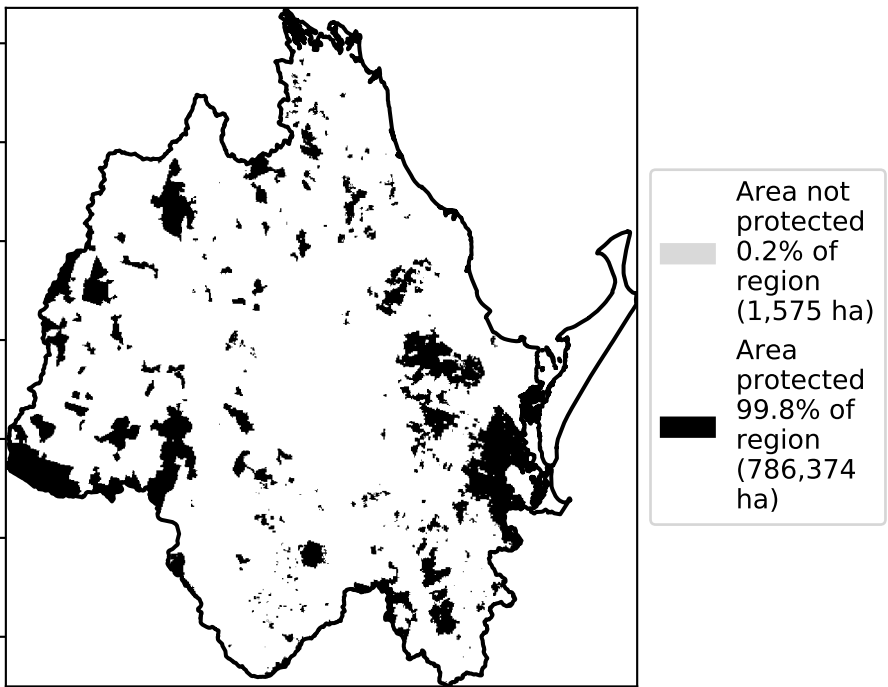 Area not
protected
0.2% of
region
(1,575 ha)
Area
protected
99.8% of
region
(786,374
ha)